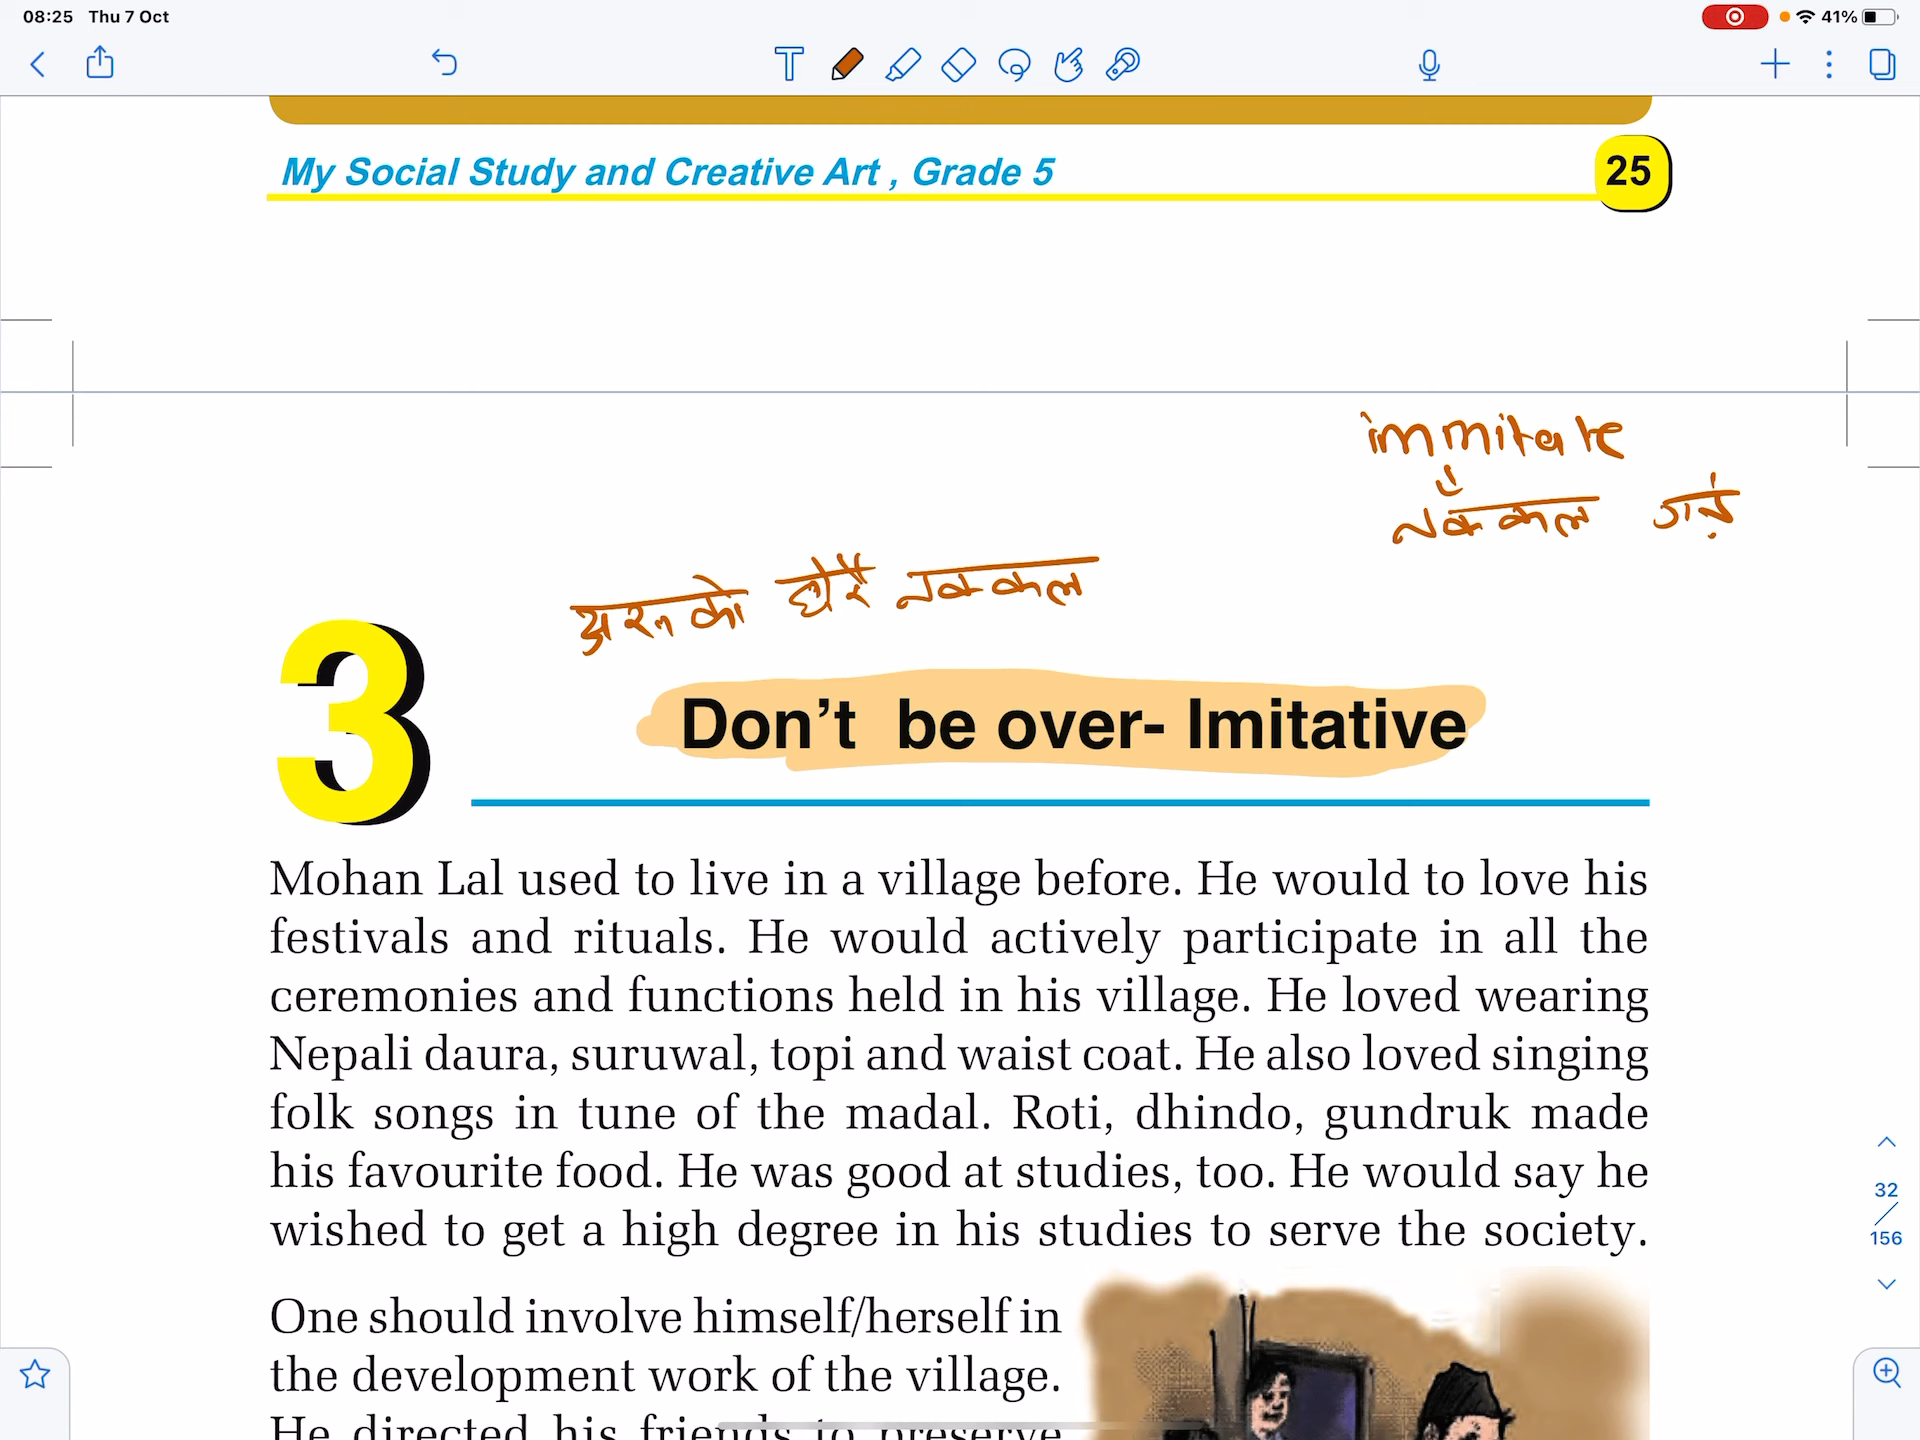 08:25 Thu 7 Oct
41%
My Social Study and Creative Art , Grade 5
25
immitate
नक्कल गर्नु
अरुको धेरै नक्कल
3
Don't be over- Imitative
Mohan Lal used to live in a village before. He would to love his
festivals and rituals. He would actively participate in all the
ceremonies and functions held in his village. He loved wearing
Nepali daura, suruwal, topi and waist coat. He also loved singing
folk songs in tune of the madal. Roti, dhindo, gundruk made
his favourite food. He was good at studies, too. He would say he
wished to get a high degree in his studies to serve the society.
32
156
One should involve himself/herself in
the development work of the village.
He directed his friends to preserve